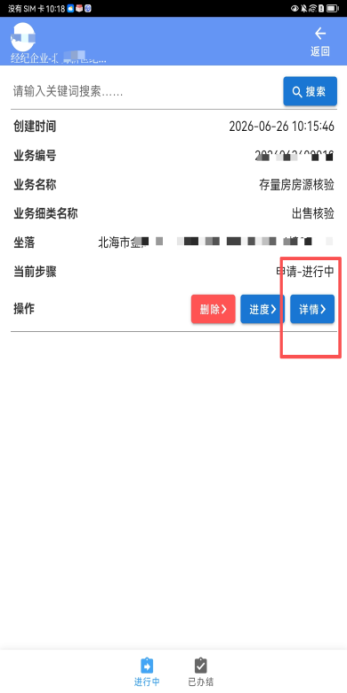 没有 SIM 卡 10:18
返回
经纪企业-
请输入关键词搜索…… 搜索
创建时间 2026-06-26 10:15:46
业务编号
业务名称 存量房房源核验
业务细类名称 出售核验
坐落 北海市
当前步骤 申请-进行中
操作 删除 进度 详情
进行中 已办结